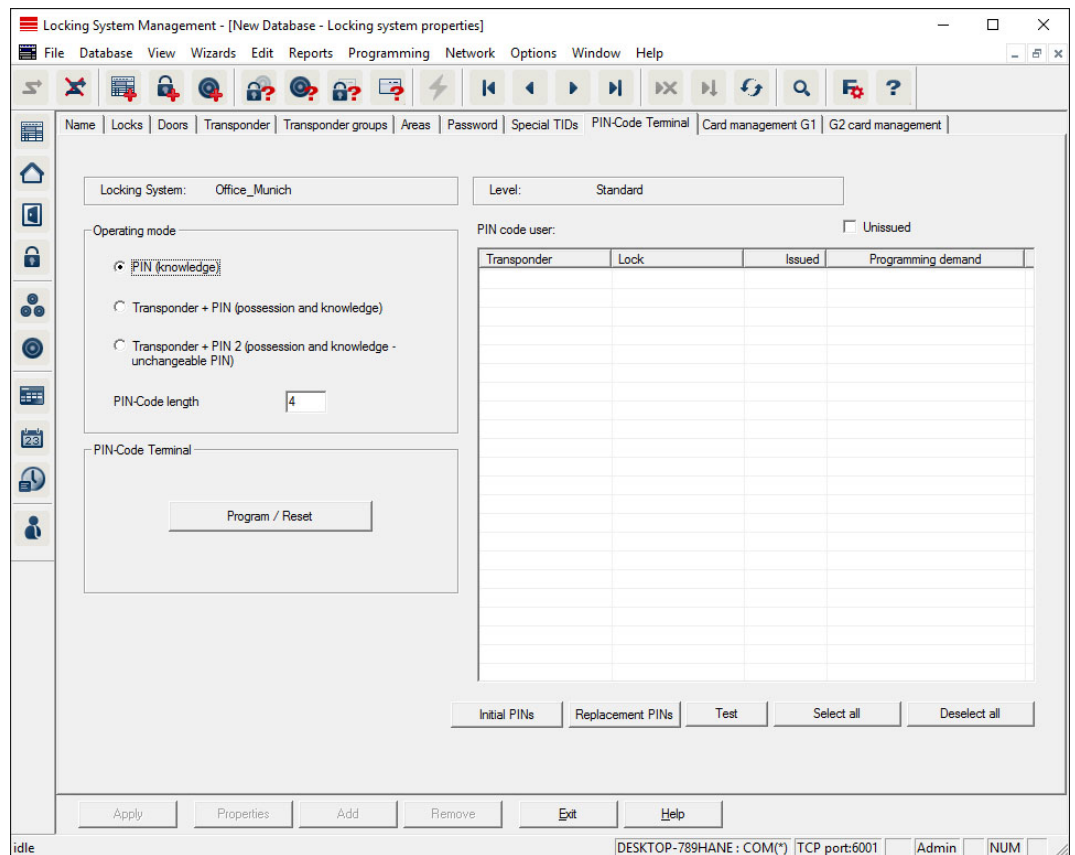 Locking System Management - [New Database - Locking system properties]
File Database View Wizards Edit Reports Programming Network Options Window Help
Name Locks Doors Transponder Transponder groups Areas Password Special TIDs PIN-Code Terminal Card management G1 G2 card management
Locking System: Office_Munich
Level: Standard
Operating mode
PIN (knowledge)
Transponder + PIN (possession and knowledge)
Transponder + PIN 2 (possession and knowledge -
unchangeable PIN)
PIN-Code length 4
PIN-Code Terminal
Program / Reset
PIN code user: Unissued
Transponder Lock Issued Programming demand
Initial PINs Replacement PINs Test Select all Deselect all
Apply Properties Add Remove Exit Help
idle DESKTOP-789HANE : COM(*) TCP port:6001 Admin NUM